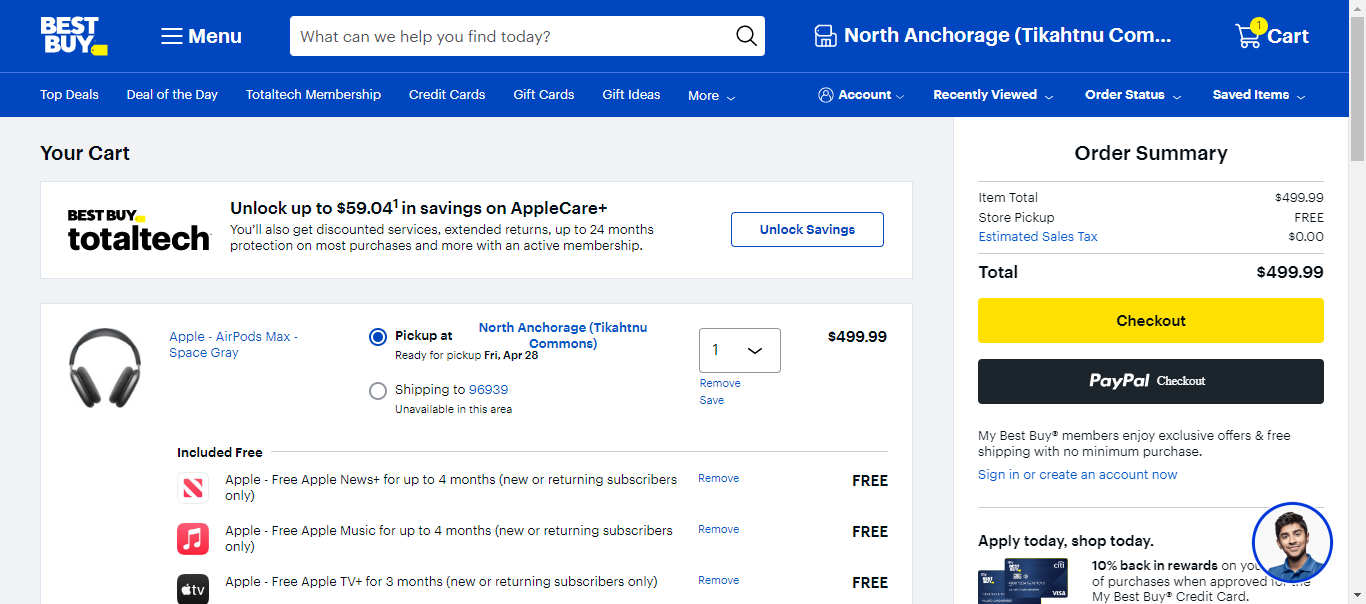 BEST BUY
Menu
What can we help you find today?
North Anchorage (Tikahtnu Com...
1
Cart
Top Deals
Deal of the Day
Totaltech Membership
Credit Cards
Gift Cards
Gift Ideas
More
Account
Recently Viewed
Order Status
Saved Items
Your Cart
BEST BUY
totaltech
Unlock up to $59.04¹ in savings on AppleCare+
You'll also get discounted services, extended returns, up to 24 months
protection on most purchases and more with an active membership.
Unlock Savings
Apple - AirPods Max -
Space Gray
Pickup at
North Anchorage (Tikahtnu
Commons)
Ready for pickup Fri, Apr 28
Shipping to 96939
Unavailable in this area
1
Remove
Save
$499.99
Included Free
Apple - Free Apple News+ for up to 4 months (new or returning subscribers
only)
Remove
FREE
Apple - Free Apple Music for up to 4 months (new or returning subscribers
only)
Remove
FREE
tv
Apple - Free Apple TV+ for 3 months (new or returning subscribers only)
Remove
FREE
Order Summary
Item Total $499.99
Store Pickup FREE
Estimated Sales Tax $0.00
Total $499.99
Checkout
PayPal Checkout
My Best Buy® members enjoy exclusive offers & free
shipping with no minimum purchase.
Sign in or create an account now
Apply today, shop today.
citi
VISA
10% back in rewards on you
of purchases when approved for the
My Best Buy® Credit Card.